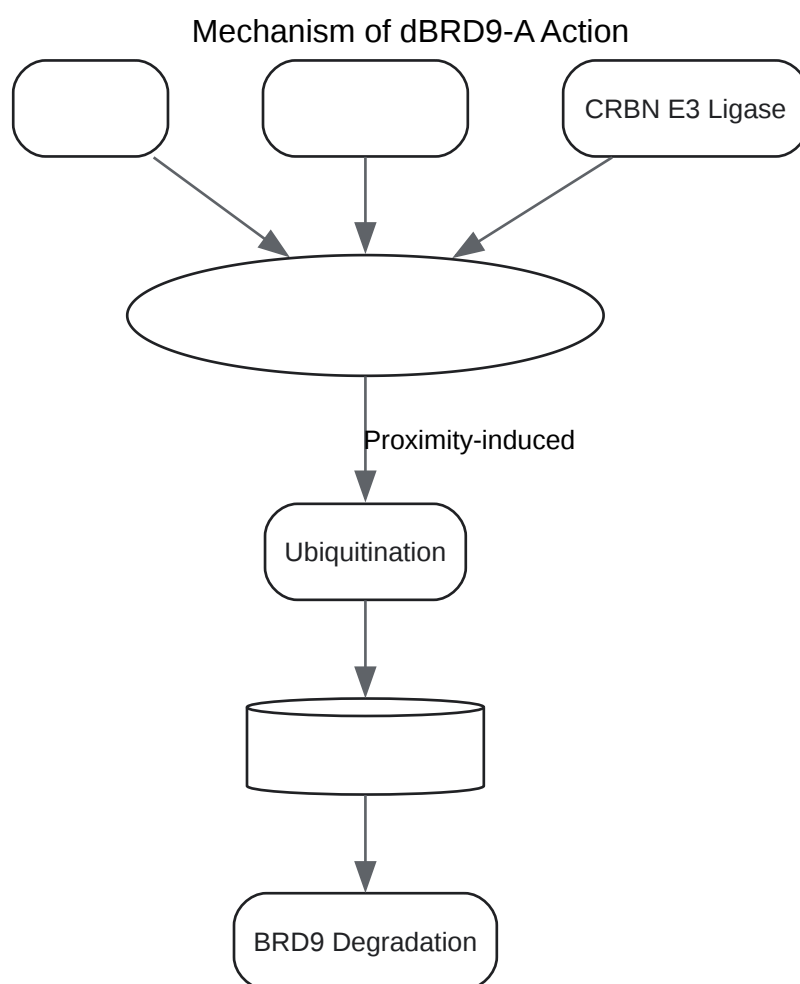 Mechanism of dBRD9-A Action
CRBN E3 Ligase
Proximity-induced
Ubiquitination
BRD9 Degradation